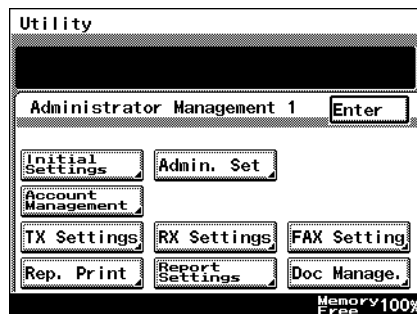 Utility
Administrator Management 1
Enter
Initial
Settings
Admin. Set
Account
Management
TX Settings
RX Settings
FAX Setting
Rep. Print
Report
Settings
Doc Manage.
Memory
Free 100%